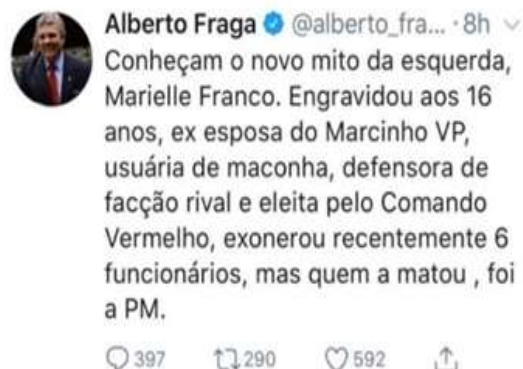 Alberto Fraga @alberto_fra... · 8h
Conheçam o novo mito da esquerda,
Marielle Franco. Engravidou aos 16
anos, ex esposa do Marcinho VP,
usuária de maconha, defensora de
facção rival e eleita pelo Comando
Vermelho, exonerou recentemente 6
funcionários, mas quem a matou , foi
a PM.
397 290 592